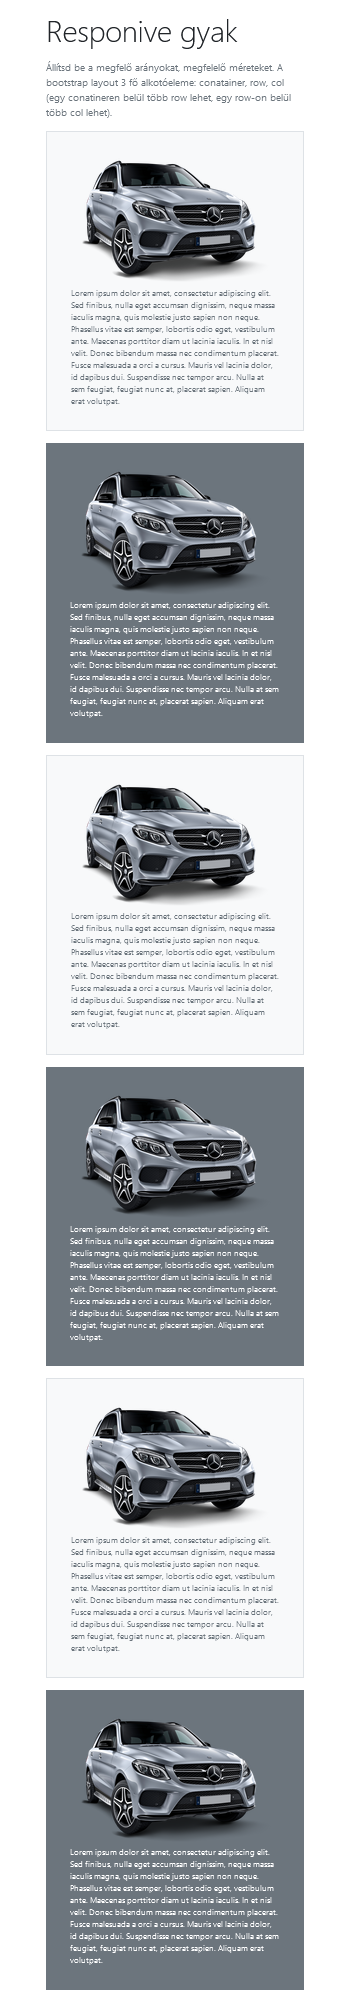 Responive gyak
Állítsd be a megfelő arányokat, megfelelő méreteket. A
bootstrap layout 3 fő alkotóeleme: conatainer, row, col
(egy conatineren belül több row lehet, egy row-on belül
több col lehet).
Lorem ipsum dolor sit amet, consectetur adipiscing elit.
Sed finibus, nulla eget accumsan dignissim, neque massa
iaculis magna, quis molestie justo sapien non neque.
Phasellus vitae est semper, lobortis odio eget, vestibulum
ante. Maecenas porttitor diam ut lacinia iaculis. In et nisl
velit. Donec bibendum massa nec condimentum placerat.
Fusce malesuada a orci a cursus. Mauris vel lacinia dolor,
id dapibus dui. Suspendisse nec tempor arcu. Nulla at
sem feugiat, feugiat nunc at, placerat sapien. Aliquam
erat volutpat.
Lorem ipsum dolor sit amet, consectetur adipiscing elit.
Sed finibus, nulla eget accumsan dignissim, neque massa
iaculis magna, quis molestie justo sapien non neque.
Phasellus vitae est semper, lobortis odio eget, vestibulum
ante. Maecenas porttitor diam ut lacinia iaculis. In et nisl
velit. Donec bibendum massa nec condimentum placerat.
Fusce malesuada a orci a cursus. Mauris vel lacinia dolor,
id dapibus dui. Suspendisse nec tempor arcu. Nulla at sem
feugiat, feugiat nunc at, placerat sapien. Aliquam erat
volutpat.
Lorem ipsum dolor sit amet, consectetur adipiscing elit.
Sed finibus, nulla eget accumsan dignissim, neque massa
iaculis magna, quis molestie justo sapien non neque.
Phasellus vitae est semper, lobortis odio eget, vestibulum
ante. Maecenas porttitor diam ut lacinia iaculis. In et nisl
velit. Donec bibendum massa nec condimentum placerat.
Fusce malesuada a orci a cursus. Mauris vel lacinia dolor,
id dapibus dui. Suspendisse nec tempor arcu. Nulla at
sem feugiat, feugiat nunc at, placerat sapien. Aliquam
erat volutpat.
Lorem ipsum dolor sit amet, consectetur adipiscing elit.
Sed finibus, nulla eget accumsan dignissim, neque massa
iaculis magna, quis molestie justo sapien non neque.
Phasellus vitae est semper, lobortis odio eget, vestibulum
ante. Maecenas porttitor diam ut lacinia iaculis. In et nisl
velit. Donec bibendum massa nec condimentum placerat.
Fusce malesuada a orci a cursus. Mauris vel lacinia dolor,
id dapibus dui. Suspendisse nec tempor arcu. Nulla at sem
feugiat, feugiat nunc at, placerat sapien. Aliquam erat
volutpat.
Lorem ipsum dolor sit amet, consectetur adipiscing elit.
Sed finibus, nulla eget accumsan dignissim, neque massa
iaculis magna, quis molestie justo sapien non neque.
Phasellus vitae est semper, lobortis odio eget, vestibulum
ante. Maecenas porttitor diam ut lacinia iaculis. In et nisl
velit. Donec bibendum massa nec condimentum placerat.
Fusce malesuada a orci a cursus. Mauris vel lacinia dolor,
id dapibus dui. Suspendisse nec tempor arcu. Nulla at
sem feugiat, feugiat nunc at, placerat sapien. Aliquam
erat volutpat.
Lorem ipsum dolor sit amet, consectetur adipiscing elit.
Sed finibus, nulla eget accumsan dignissim, neque massa
iaculis magna, quis molestie justo sapien non neque.
Phasellus vitae est semper, lobortis odio eget, vestibulum
ante. Maecenas porttitor diam ut lacinia iaculis. In et nisl
velit. Donec bibendum massa nec condimentum placerat.
Fusce malesuada a orci a cursus. Mauris vel lacinia dolor,
id dapibus dui. Suspendisse nec tempor arcu. Nulla at sem
feugiat, feugiat nunc at, placerat sapien. Aliquam erat
volutpat.